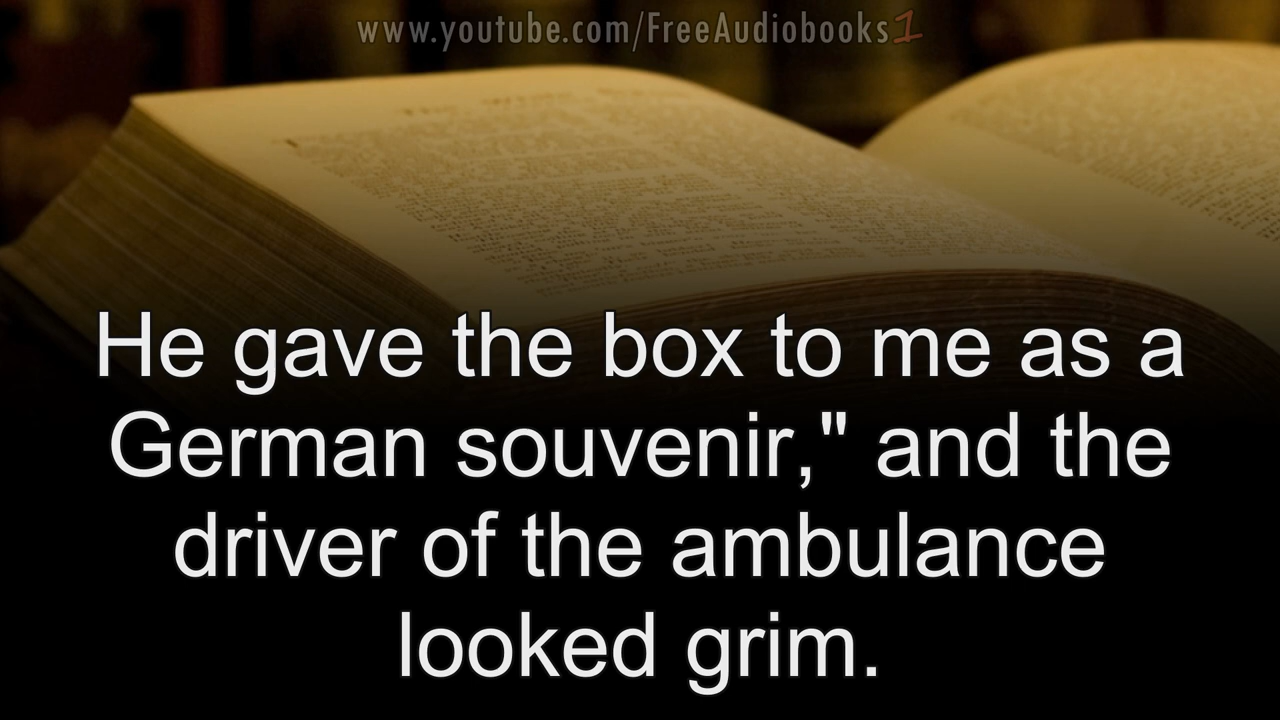 www.youtube.com/FreeAudiobooks1
He gave the box to me as a
German souvenir," and the
driver of the ambulance
looked grim.